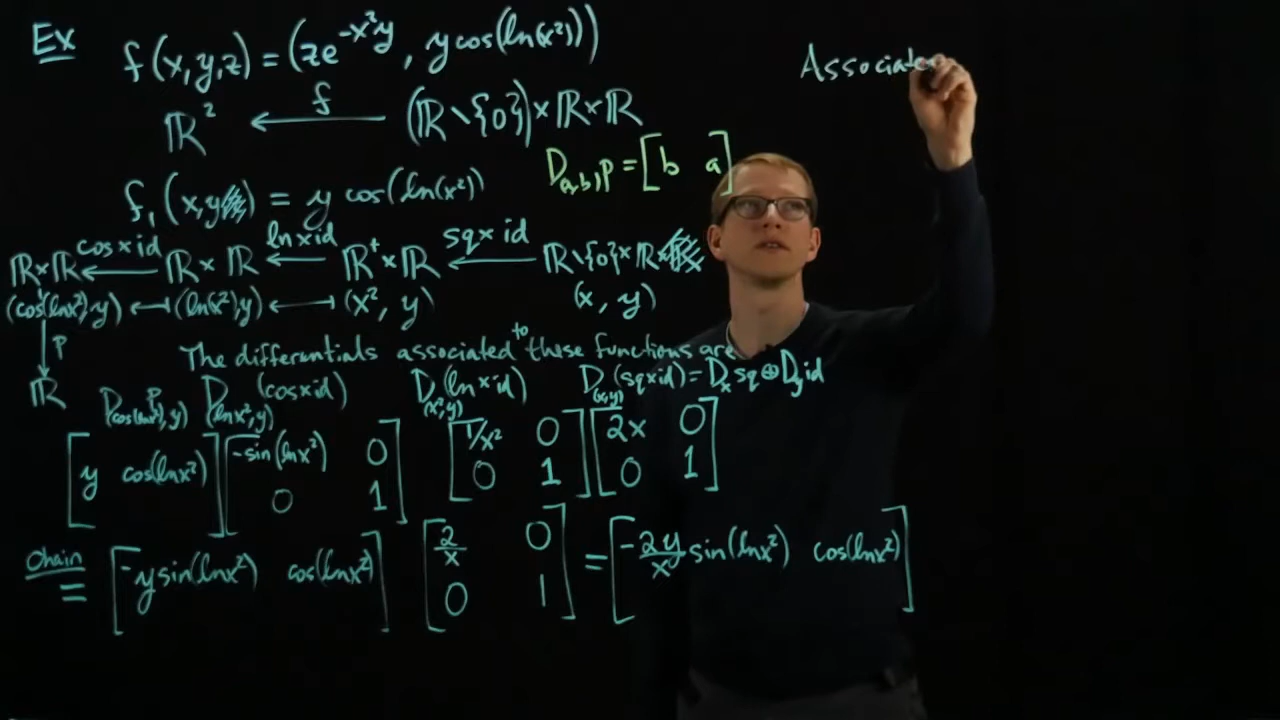 Ex f(x,y,z) = (ze^{-x²y}, y cos(ln(x²)))
ℝ² ←f— (ℝ∖{0})×ℝ×ℝ
D_{(a,b)}P = [b a]
f₁(x,y) = y cos(ln(x²))
ℝ×ℝ ←cos×id— ℝ×ℝ ←ln×id— ℝ⁺×ℝ ←sq×id— ℝ∖{0}×ℝ
(cos(lnx²),y) ↤ (ln(x²),y) ↤ (x², y) (x, y)
↓ P
ℝ
The differentials associated to these functions are
D_{(cos(lnx²),y)}P D_{(lnx²,y)}(cos×id) D_{(x²,y)}(ln×id) D_{(x,y)}(sq×id) = D_x sq ⊕ D_y id
[y cos(lnx²)] [-sin(lnx²) 0; 0 1] [1/x² 0; 0 1] [2x 0; 0 1]
Chain = [-y sin(lnx²) cos(lnx²)] [2/x 0; 0 1] = [-2y/x sin(lnx²) cos(lnx²)]